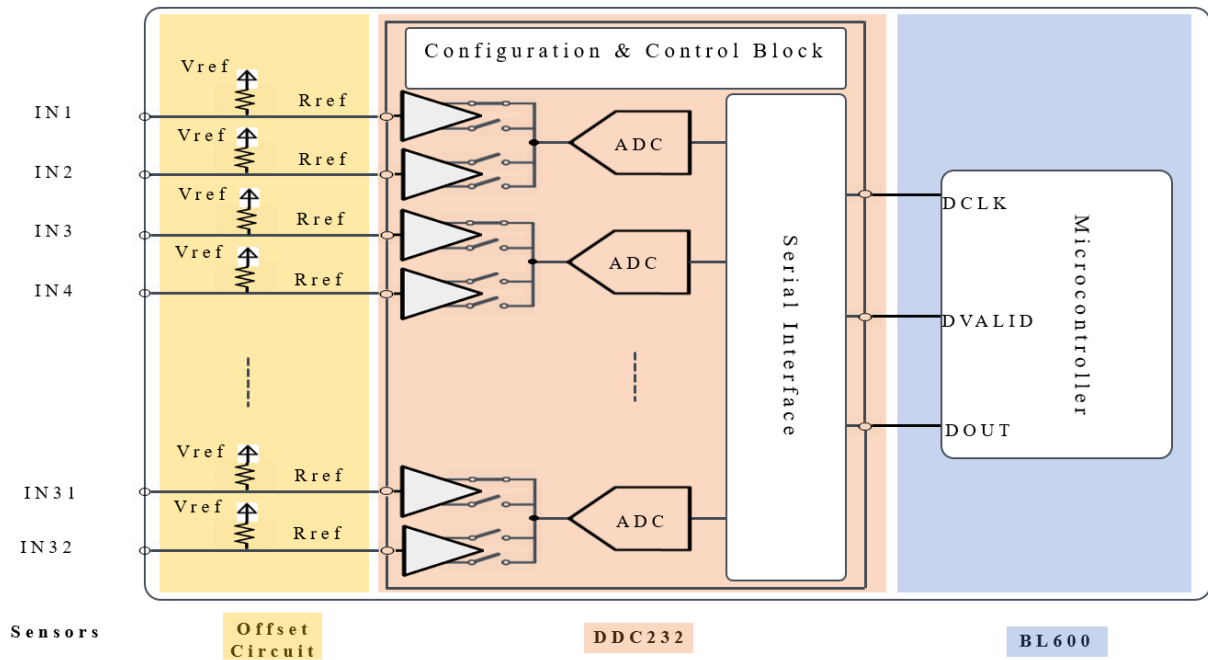 Configuration & Control Block
Vref
IN1
Rref
Vref
ADC
IN2
Rref
Vref
DCLK
IN3
Rref
Vref
ADC
IN4
Rref
Serial Interface
Microcontroller
DVALID
DOUT
Vref
IN31
Rref
Vref
ADC
IN32
Rref
Sensors
Offset
Circuit
DDC232
BL600